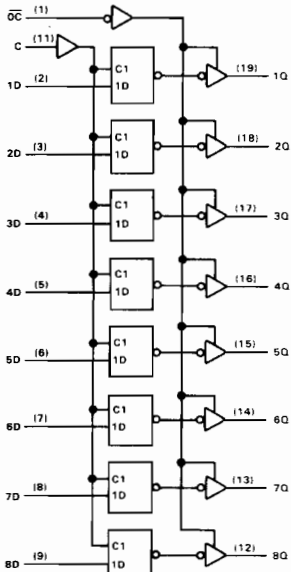 OC (1)
C (11)
C1 (19) 1Q
1D (2) 1D
C1 (18) 2Q
2D (3) 1D
C1 (17) 3Q
3D (4) 1D
C1 (16) 4Q
4D (5) 1D
C1 (15) 5Q
5D (6) 1D
C1 (14) 6Q
6D (7) 1D
C1 (13) 7Q
7D (8) 1D
C1 (12) 8Q
8D (9) 1D